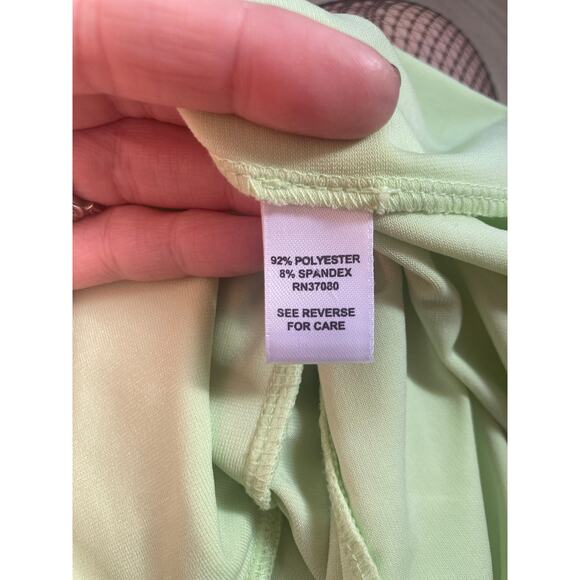 92% POLYESTER
8% SPANDEX
RN37080
SEE REVERSE
FOR CARE